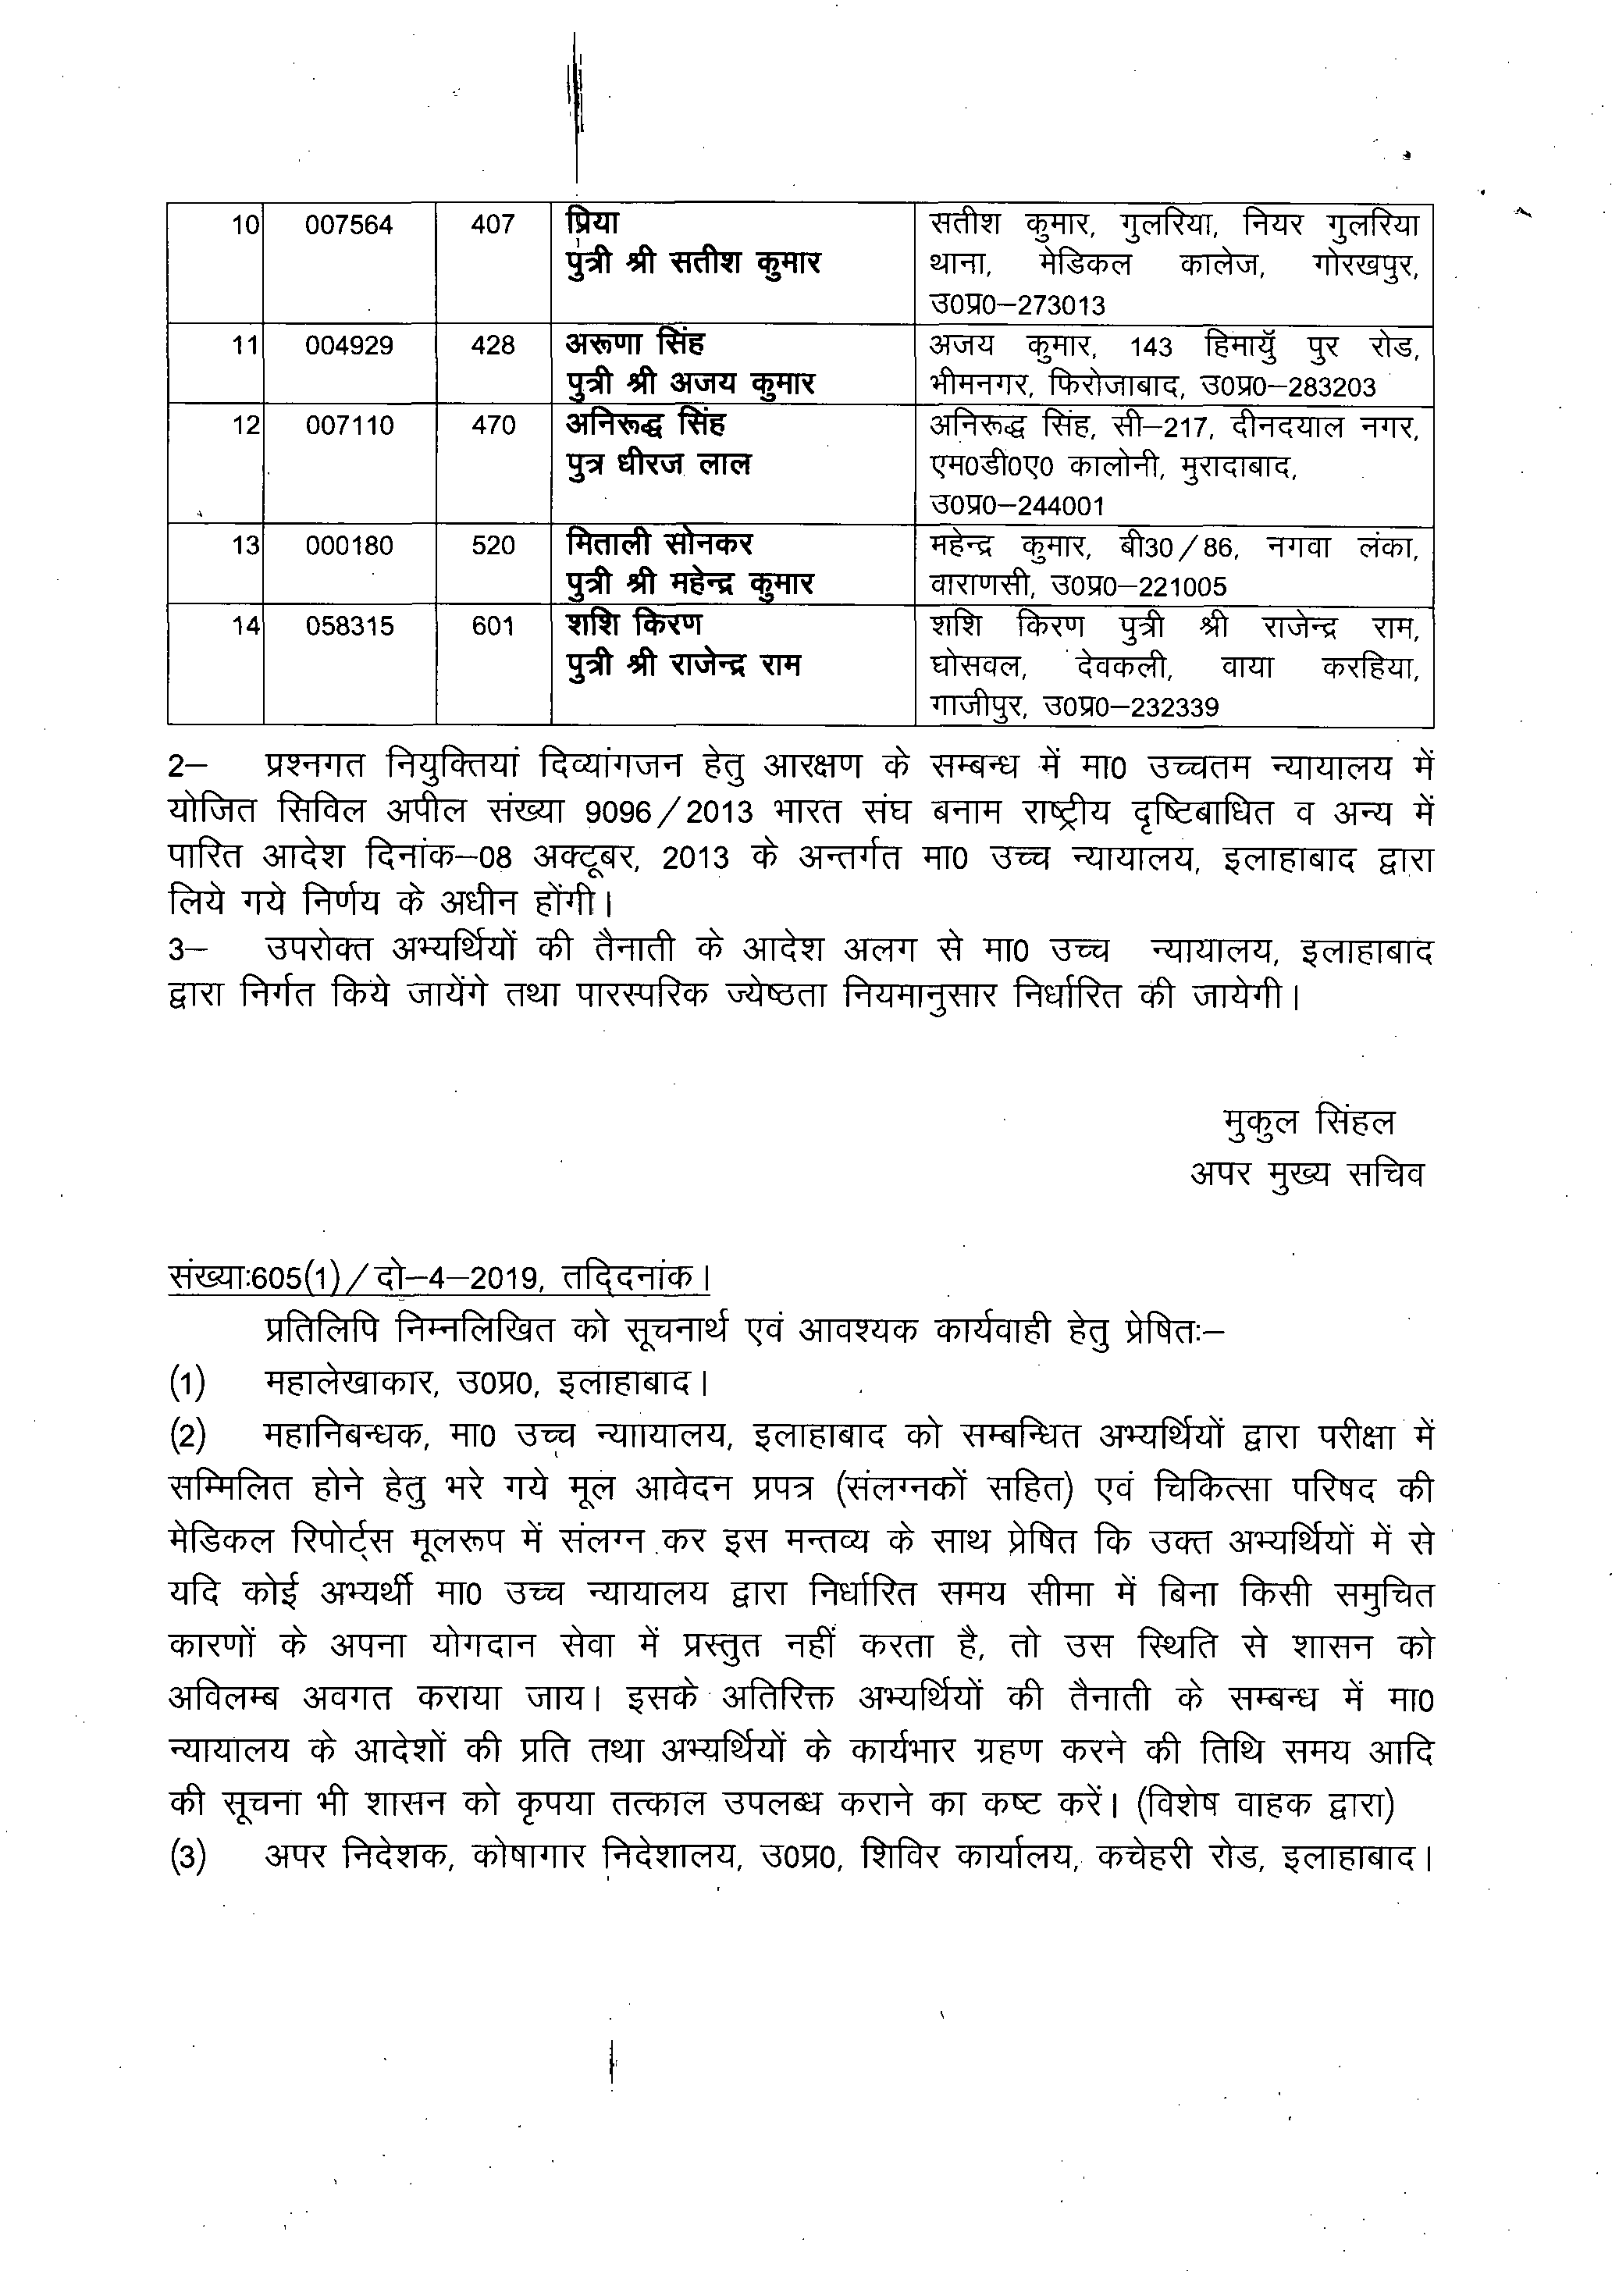 10 007564 407 प्रिया सतीश कुमार, गुलरिया, नियर गुलरिया
पुत्री श्री सतीश कुमार थाना, मेडिकल कालेज, गोरखपुर,
उ0प्र0–273013
11 004929 428 अरूणा सिंह अजय कुमार, 143 हिमायुँ पुर रोड,
पुत्री श्री अजय कुमार भीमनगर, फिरोजाबाद, उ0प्र0–283203
12 007110 470 अनिरूद्ध सिंह अनिरूद्ध सिंह, सी–217, दीनदयाल नगर,
पुत्र धीरज लाल एम0डी0ए0 कालोनी, मुरादाबाद,
उ0प्र0–244001
13 000180 520 मिताली सोनकर महेन्द्र कुमार, बी30/86, नगवा लंका,
पुत्री श्री महेन्द्र कुमार वाराणसी, उ0प्र0–221005
14 058315 601 शशि किरण शशि किरण पुत्री श्री राजेन्द्र राम,
पुत्री श्री राजेन्द्र राम घोसवल, देवकली, वाया करहिया,
गाजीपुर, उ0प्र0–232339
2– प्रश्नगत नियुक्तियां दिव्यांगजन हेतु आरक्षण के सम्बन्ध में मा0 उच्चतम न्यायालय में
योजित सिविल अपील संख्या 9096/2013 भारत संघ बनाम राष्ट्रीय दृष्टिबाधित व अन्य में
पारित आदेश दिनांक–08 अक्टूबर, 2013 के अन्तर्गत मा0 उच्च न्यायालय, इलाहाबाद द्वारा
लिये गये निर्णय के अधीन होंगी।
3– उपरोक्त अभ्यर्थियों की तैनाती के आदेश अलग से मा0 उच्च न्यायालय, इलाहाबाद
द्वारा निर्गत किये जायेंगे तथा पारस्परिक ज्येष्ठता नियमानुसार निर्धारित की जायेगी।
मुकुल सिंहल
अपर मुख्य सचिव
संख्याः605(1)/दो–4–2019, तद्दिनांक।
प्रतिलिपि निम्नलिखित को सूचनार्थ एवं आवश्यक कार्यवाही हेतु प्रेषितः–
(1) महालेखाकार, उ0प्र0, इलाहाबाद।
(2) महानिबन्धक, मा0 उच्च न्याायालय, इलाहाबाद को सम्बन्धित अभ्यर्थियों द्वारा परीक्षा में
सम्मिलित होने हेतु भरे गये मूल आवेदन प्रपत्र (संलग्नकों सहित) एवं चिकित्सा परिषद की
मेडिकल रिपोर्ट्स मूलरूप में संलग्न कर इस मन्तव्य के साथ प्रेषित कि उक्त अभ्यर्थियों में से
यदि कोई अभ्यर्थी मा0 उच्च न्यायालय द्वारा निर्धारित समय सीमा में बिना किसी समुचित
कारणों के अपना योगदान सेवा में प्रस्तुत नहीं करता है, तो उस स्थिति से शासन को
अविलम्ब अवगत कराया जाय। इसके अतिरिक्त अभ्यर्थियों की तैनाती के सम्बन्ध में मा0
न्यायालय के आदेशों की प्रति तथा अभ्यर्थियों के कार्यभार ग्रहण करने की तिथि समय आदि
की सूचना भी शासन को कृपया तत्काल उपलब्ध कराने का कष्ट करें। (विशेष वाहक द्वारा)
(3) अपर निदेशक, कोषागार निदेशालय, उ0प्र0, शिविर कार्यालय, कचेहरी रोड, इलाहाबाद।